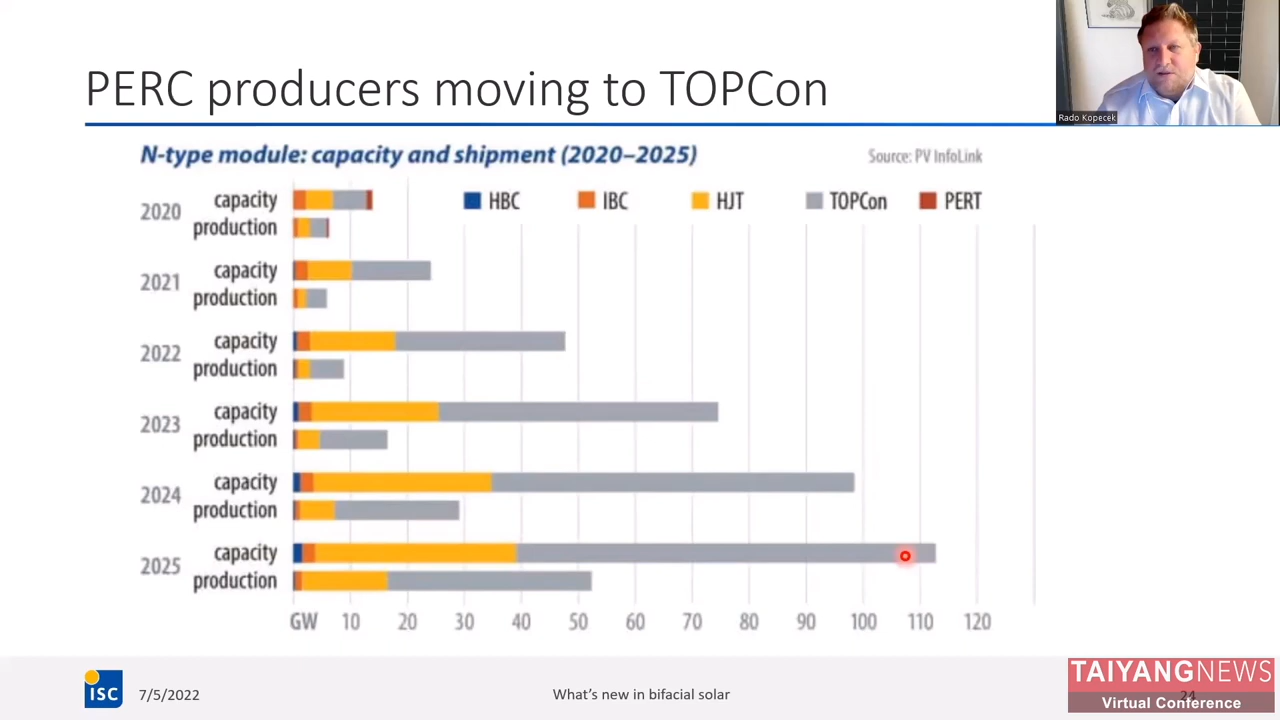 PERC producers moving to TOPCon
Rado Kopecek
N-type module: capacity and shipment (2020–2025)
Source: PV InfoLink
HBC IBC HJT TOPCon PERT
2020 capacity
production
2021 capacity
production
2022 capacity
production
2023 capacity
production
2024 capacity
production
2025 capacity
production
GW 10 20 30 40 50 60 70 80 90 100 110 120
ISC
7/5/2022
What's new in bifacial solar
24
TAIYANGNEWS
Virtual Conference